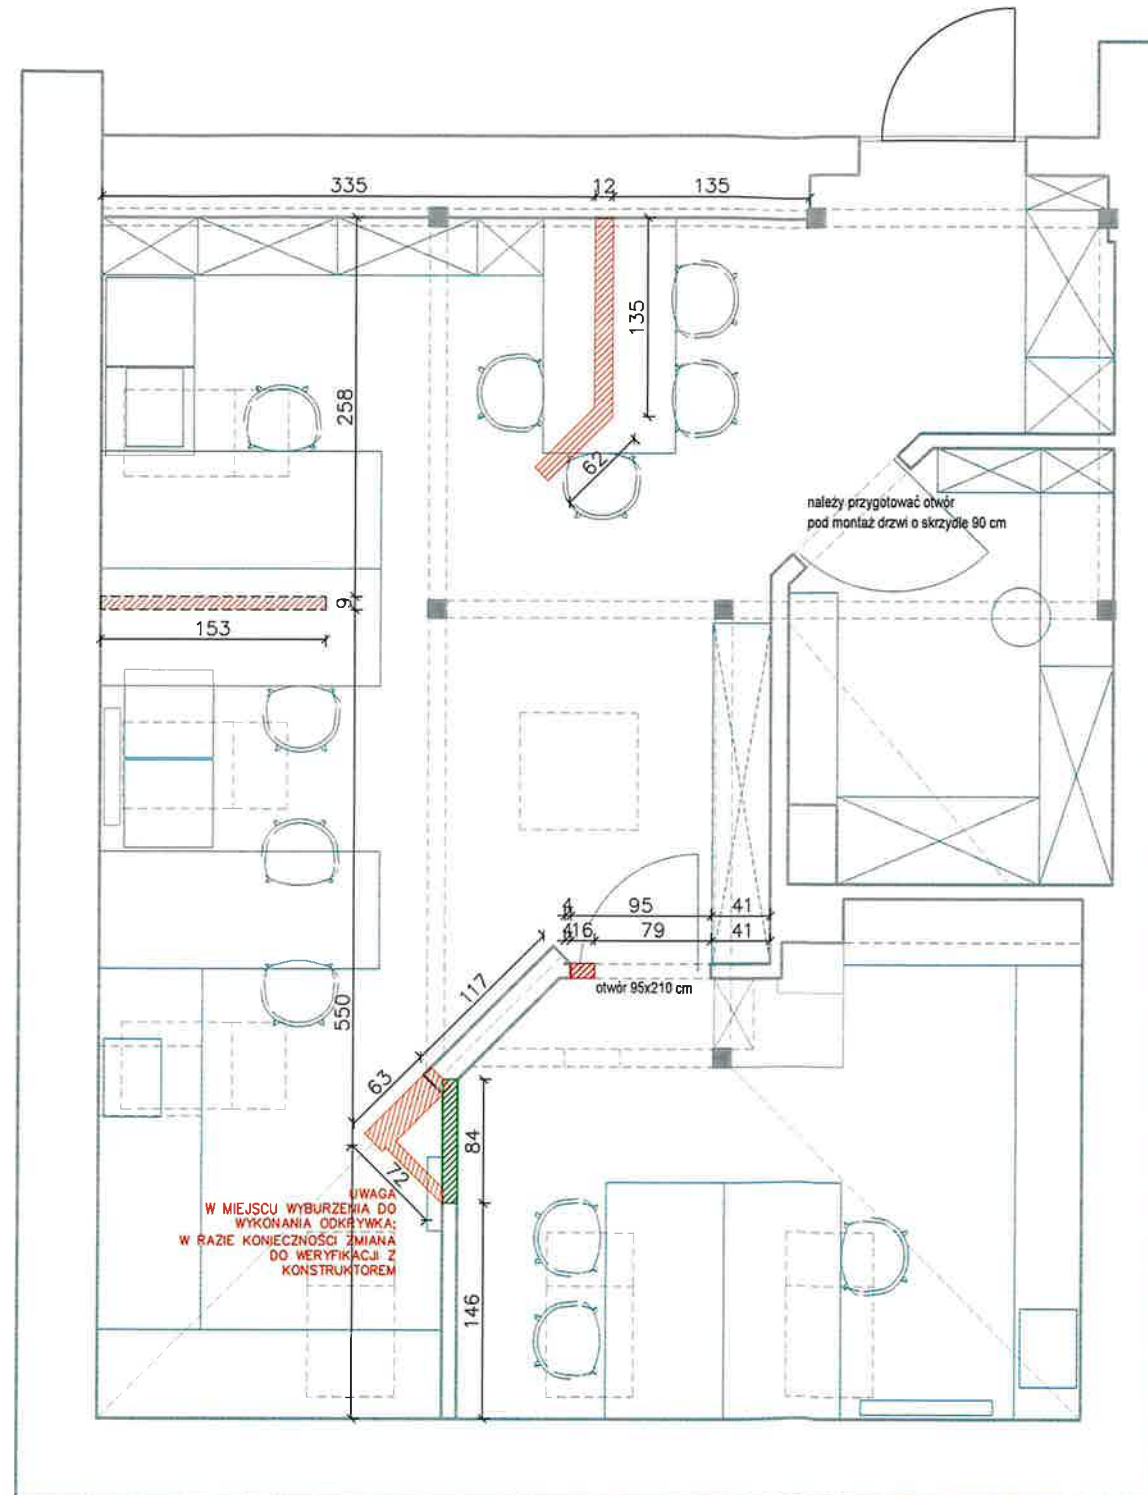 335
12
135
135
258
62
należy przygotować otwór
pod montaż drzwi o skrzydle 90 cm
9
153
4
95
41
4
16
79
41
otwór 95x210 cm
117
550
63
84
72
UWAGA
W MIEJSCU WYBURZENIA DO
WYKONANIA ODKRYWKA;
W RAZIE KONIECZNOŚCI ZMIANA
DO WERYFIKACJI Z
KONSTRUKTOREM
146